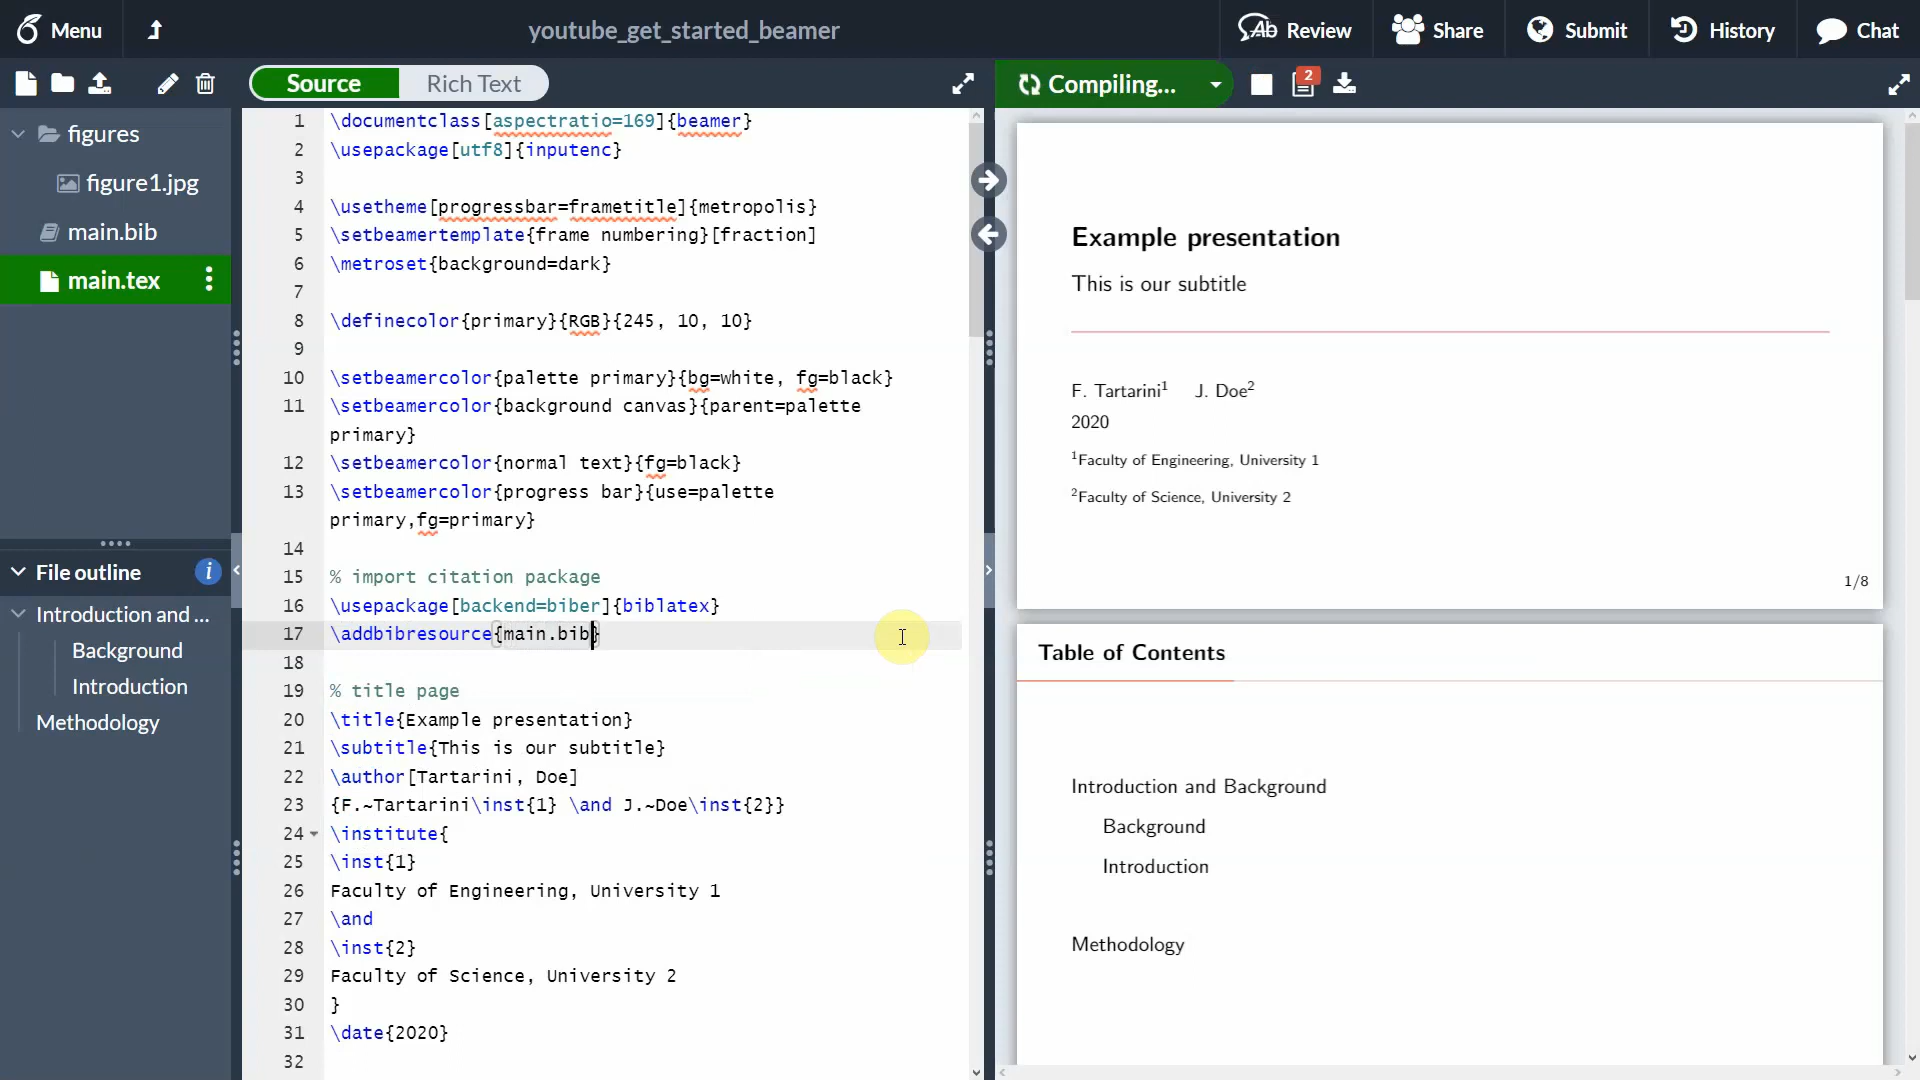 Menu
youtube_get_started_beamer
Review
Share
Submit
History
Chat
Source
Rich Text
Compiling...
2
figures
figure1.jpg
main.bib
main.tex
File outline
Introduction and ...
Background
Introduction
Methodology
1 \documentclass[aspectratio=169]{beamer}
2 \usepackage[utf8]{inputenc}
3
4 \usetheme[progressbar=frametitle]{metropolis}
5 \setbeamertemplate{frame numbering}[fraction]
6 \metroset{background=dark}
7
8 \definecolor{primary}{RGB}{245, 10, 10}
9
10 \setbeamercolor{palette primary}{bg=white, fg=black}
11 \setbeamercolor{background canvas}{parent=palette
primary}
12 \setbeamercolor{normal text}{fg=black}
13 \setbeamercolor{progress bar}{use=palette
primary,fg=primary}
14
15 % import citation package
16 \usepackage[backend=biber]{biblatex}
17 \addbibresource{main.bib}
18
19 % title page
20 \title{Example presentation}
21 \subtitle{This is our subtitle}
22 \author[Tartarini, Doe]
23 {F.~Tartarini\inst{1} \and J.~Doe\inst{2}}
24 \institute{
25 \inst{1}
26 Faculty of Engineering, University 1
27 \and
28 \inst{2}
29 Faculty of Science, University 2
30 }
31 \date{2020}
32
Example presentation
This is our subtitle
F. Tartarini¹ J. Doe²
2020
¹Faculty of Engineering, University 1
²Faculty of Science, University 2
1/8
Table of Contents
Introduction and Background
Background
Introduction
Methodology